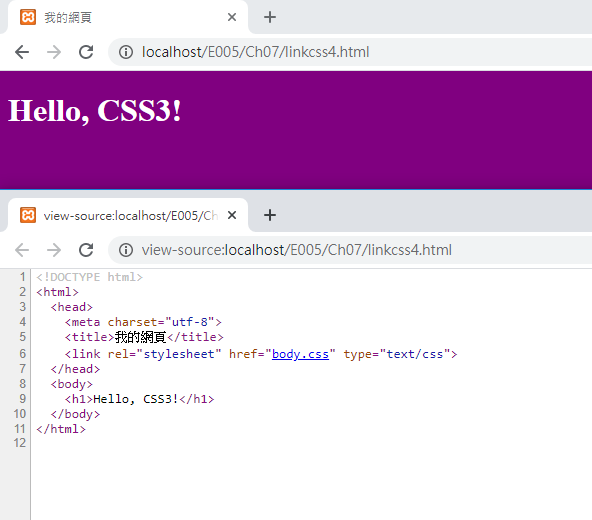 我的網頁
localhost/E005/Ch07/linkcss4.html
Hello, CSS3!
view-source:localhost/E005/Ch
view-source:localhost/E005/Ch07/linkcss4.html
1 <!DOCTYPE html>
2 <html>
3 <head>
4 <meta charset="utf-8">
5 <title>我的網頁</title>
6 <link rel="stylesheet" href="body.css" type="text/css">
7 </head>
8 <body>
9 <h1>Hello, CSS3!</h1>
10 </body>
11 </html>
12